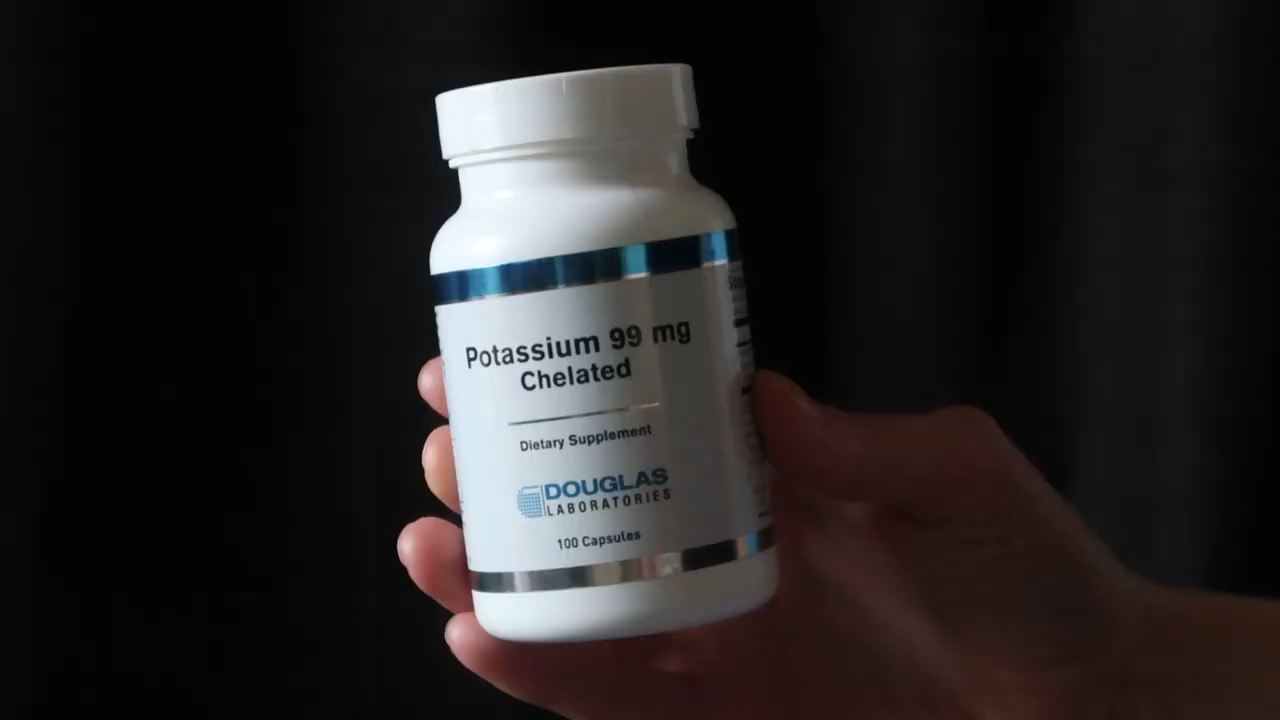 Potassium 99 mg
Chelated
Dietary Supplement
DOUGLAS
LABORATORIES
100 Capsules